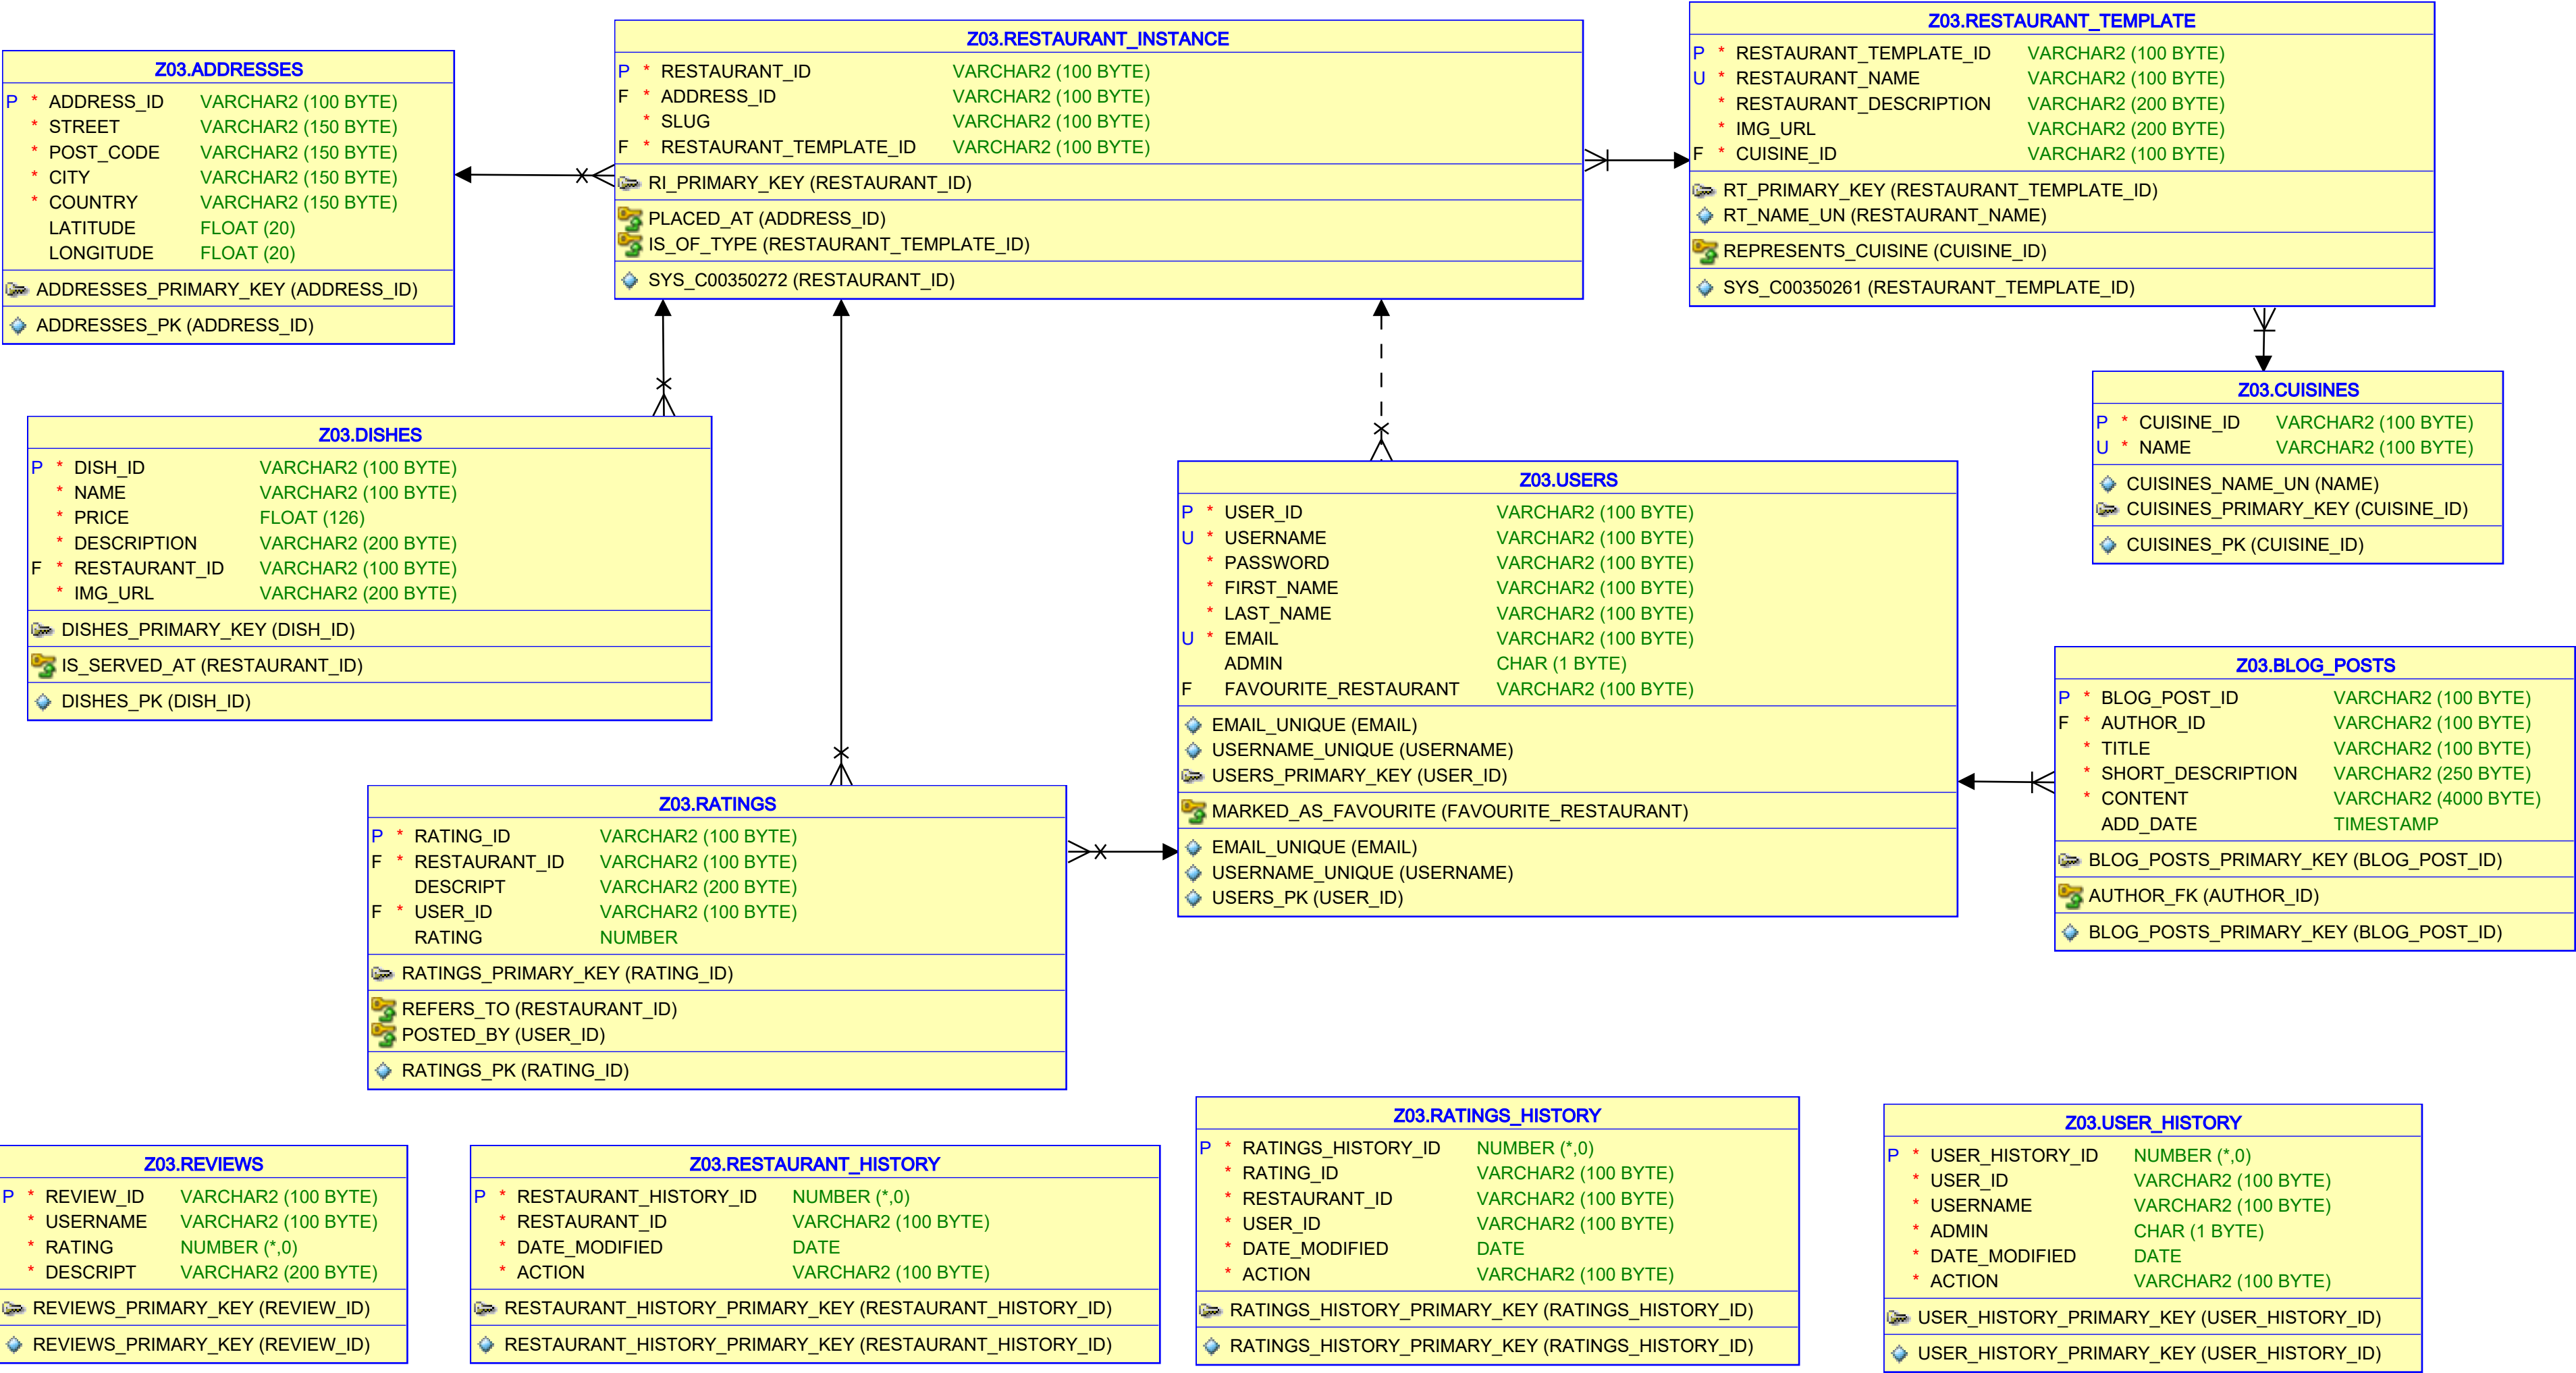 Z03.ADDRESSES
P * ADDRESS_ID VARCHAR2 (100 BYTE)
* STREET VARCHAR2 (150 BYTE)
* POST_CODE VARCHAR2 (150 BYTE)
* CITY VARCHAR2 (150 BYTE)
* COUNTRY VARCHAR2 (150 BYTE)
LATITUDE FLOAT (20)
LONGITUDE FLOAT (20)
ADDRESSES_PRIMARY_KEY (ADDRESS_ID)
ADDRESSES_PK (ADDRESS_ID)
Z03.RESTAURANT_INSTANCE
P * RESTAURANT_ID VARCHAR2 (100 BYTE)
F * ADDRESS_ID VARCHAR2 (100 BYTE)
* SLUG VARCHAR2 (100 BYTE)
F * RESTAURANT_TEMPLATE_ID VARCHAR2 (100 BYTE)
RI_PRIMARY_KEY (RESTAURANT_ID)
PLACED_AT (ADDRESS_ID)
IS_OF_TYPE (RESTAURANT_TEMPLATE_ID)
SYS_C00350272 (RESTAURANT_ID)
Z03.RESTAURANT_TEMPLATE
P * RESTAURANT_TEMPLATE_ID VARCHAR2 (100 BYTE)
U * RESTAURANT_NAME VARCHAR2 (100 BYTE)
* RESTAURANT_DESCRIPTION VARCHAR2 (200 BYTE)
* IMG_URL VARCHAR2 (200 BYTE)
F * CUISINE_ID VARCHAR2 (100 BYTE)
RT_PRIMARY_KEY (RESTAURANT_TEMPLATE_ID)
RT_NAME_UN (RESTAURANT_NAME)
REPRESENTS_CUISINE (CUISINE_ID)
SYS_C00350261 (RESTAURANT_TEMPLATE_ID)
Z03.DISHES
P * DISH_ID VARCHAR2 (100 BYTE)
* NAME VARCHAR2 (100 BYTE)
* PRICE FLOAT (126)
* DESCRIPTION VARCHAR2 (200 BYTE)
F * RESTAURANT_ID VARCHAR2 (100 BYTE)
* IMG_URL VARCHAR2 (200 BYTE)
DISHES_PRIMARY_KEY (DISH_ID)
IS_SERVED_AT (RESTAURANT_ID)
DISHES_PK (DISH_ID)
Z03.USERS
P * USER_ID VARCHAR2 (100 BYTE)
U * USERNAME VARCHAR2 (100 BYTE)
* PASSWORD VARCHAR2 (100 BYTE)
* FIRST_NAME VARCHAR2 (100 BYTE)
* LAST_NAME VARCHAR2 (100 BYTE)
U * EMAIL VARCHAR2 (100 BYTE)
ADMIN CHAR (1 BYTE)
F FAVOURITE_RESTAURANT VARCHAR2 (100 BYTE)
EMAIL_UNIQUE (EMAIL)
USERNAME_UNIQUE (USERNAME)
USERS_PRIMARY_KEY (USER_ID)
MARKED_AS_FAVOURITE (FAVOURITE_RESTAURANT)
EMAIL_UNIQUE (EMAIL)
USERNAME_UNIQUE (USERNAME)
USERS_PK (USER_ID)
Z03.CUISINES
P * CUISINE_ID VARCHAR2 (100 BYTE)
U * NAME VARCHAR2 (100 BYTE)
CUISINES_NAME_UN (NAME)
CUISINES_PRIMARY_KEY (CUISINE_ID)
CUISINES_PK (CUISINE_ID)
Z03.BLOG_POSTS
P * BLOG_POST_ID VARCHAR2 (100 BYTE)
F * AUTHOR_ID VARCHAR2 (100 BYTE)
* TITLE VARCHAR2 (100 BYTE)
* SHORT_DESCRIPTION VARCHAR2 (250 BYTE)
* CONTENT VARCHAR2 (4000 BYTE)
ADD_DATE TIMESTAMP
BLOG_POSTS_PRIMARY_KEY (BLOG_POST_ID)
AUTHOR_FK (AUTHOR_ID)
BLOG_POSTS_PRIMARY_KEY (BLOG_POST_ID)
Z03.RATINGS
P * RATING_ID VARCHAR2 (100 BYTE)
F * RESTAURANT_ID VARCHAR2 (100 BYTE)
DESCRIPT VARCHAR2 (200 BYTE)
F * USER_ID VARCHAR2 (100 BYTE)
RATING NUMBER
RATINGS_PRIMARY_KEY (RATING_ID)
REFERS_TO (RESTAURANT_ID)
POSTED_BY (USER_ID)
RATINGS_PK (RATING_ID)
Z03.REVIEWS
P * REVIEW_ID VARCHAR2 (100 BYTE)
* USERNAME VARCHAR2 (100 BYTE)
* RATING NUMBER (*,0)
* DESCRIPT VARCHAR2 (200 BYTE)
REVIEWS_PRIMARY_KEY (REVIEW_ID)
REVIEWS_PRIMARY_KEY (REVIEW_ID)
Z03.RESTAURANT_HISTORY
P * RESTAURANT_HISTORY_ID NUMBER (*,0)
* RESTAURANT_ID VARCHAR2 (100 BYTE)
* DATE_MODIFIED DATE
* ACTION VARCHAR2 (100 BYTE)
RESTAURANT_HISTORY_PRIMARY_KEY (RESTAURANT_HISTORY_ID)
RESTAURANT_HISTORY_PRIMARY_KEY (RESTAURANT_HISTORY_ID)
Z03.RATINGS_HISTORY
P * RATINGS_HISTORY_ID NUMBER (*,0)
* RATING_ID VARCHAR2 (100 BYTE)
* RESTAURANT_ID VARCHAR2 (100 BYTE)
* USER_ID VARCHAR2 (100 BYTE)
* DATE_MODIFIED DATE
* ACTION VARCHAR2 (100 BYTE)
RATINGS_HISTORY_PRIMARY_KEY (RATINGS_HISTORY_ID)
RATINGS_HISTORY_PRIMARY_KEY (RATINGS_HISTORY_ID)
Z03.USER_HISTORY
P * USER_HISTORY_ID NUMBER (*,0)
* USER_ID VARCHAR2 (100 BYTE)
* USERNAME VARCHAR2 (100 BYTE)
* ADMIN CHAR (1 BYTE)
* DATE_MODIFIED DATE
* ACTION VARCHAR2 (100 BYTE)
USER_HISTORY_PRIMARY_KEY (USER_HISTORY_ID)
USER_HISTORY_PRIMARY_KEY (USER_HISTORY_ID)